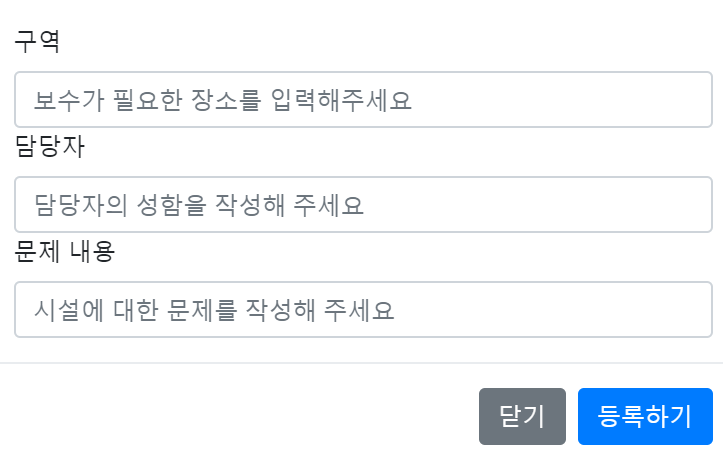 구역
보수가 필요한 장소를 입력해주세요
담당자
담당자의 성함을 작성해 주세요
문제 내용
시설에 대한 문제를 작성해 주세요
닫기 등록하기